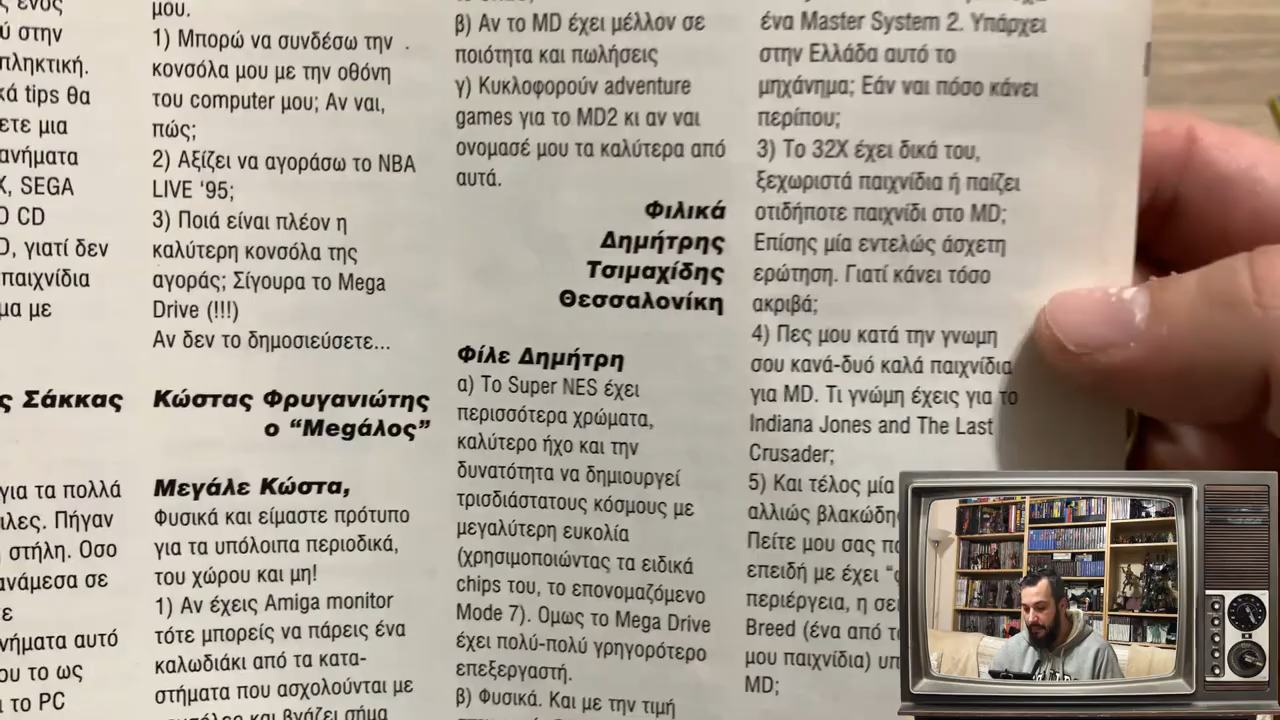 ς ενός
ύ στην
πληκτική.
κά tips θα
ετε μια
ανήματα
X, SEGA
D CD
D, γιατί δεν
παιχνίδια
μα με
ς Σάκκας
για τα πολλά
ιλες. Πήγαν
στήλη. Οσο
ανάμεσα σε
ε
νήματα αυτό
ου το ως
ι το PC
μου.
1) Μπορώ να συνδέσω την
κονσόλα μου με την οθόνη
του computer μου; Αν ναι,
πώς;
2) Αξίζει να αγοράσω το NBA
LIVE '95;
3) Ποιά είναι πλέον η
καλύτερη κονσόλα της
αγοράς; Σίγουρα το Mega
Drive (!!!)
Αν δεν το δημοσιεύσετε...
Κώστας Φρυγανιώτης
ο “Megάλος”
Μεγάλε Κώστα,
Φυσικά και είμαστε πρότυπο
για τα υπόλοιπα περοδικά,
του χώρου και μη!
1) Αν έχεις Amiga monitor
τότε μπορείς να πάρεις ένα
καλωδιάκι από τα κατα-
στήματα που ασχολούνται με
και βγάζει σήμα
β) Αν το MD έχει μέλλον σε
ποιότητα και πωλήσεις
γ) Κυκλοφορούν adventure
games για το MD2 κι αν ναι
ονομασέ μου τα καλύτερα από
αυτά.
Φιλικά
Δημήτρης
Τσιμαχίδης
Θεσσαλονίκη
Φίλε Δημήτρη
α) Το Super NES έχει
περισσότερα χρώματα,
καλύτερο ήχο και την
δυνατότητα να δημιουργεί
τρισδιάστατους κόσμους με
μεγαλύτερη ευκολία
(χρησιμοποιώντας τα ειδικά
chips του, το επονομαζόμενο
Mode 7). Ομως το Mega Drive
έχει πολύ-πολύ γρηγορότερο
επεξεργαστή.
β) Φυσικά. Και με την τιμή
ένα Master System 2. Υπάρχει
στην Ελλάδα αυτό το
μηχάνημα; Εάν ναι πόσο κάνει
περίπου;
3) Το 32X έχει δικά του,
ξεχωριστά παιχνίδια ή παίζει
οτιδήποτε παιχνίδι στο MD;
Επίσης μία εντελώς άσχετη
ερώτηση. Γιατί κάνει τόσο
ακριβά;
4) Πες μου κατά την γνωμη
σου κανά-δυό καλά παιχνίδια
για MD. Τι γνώμη έχεις για το
Indiana Jones and The Last
Crusader;
5) Και τέλος μία
αλλιώς βλακώδη
Πείτε μου σας πα
επειδή με έχει “
περιέργεια, η σε
Breed (ένα από τ
μου παιχνίδια) υπ
MD;